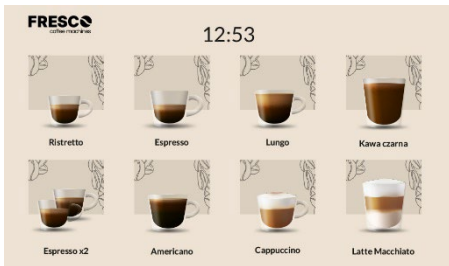 FRESCO
coffee machines
12:53
Ristretto
Espresso
Lungo
Kawa czarna
Espresso x2
Americano
Cappuccino
Latte Macchiato